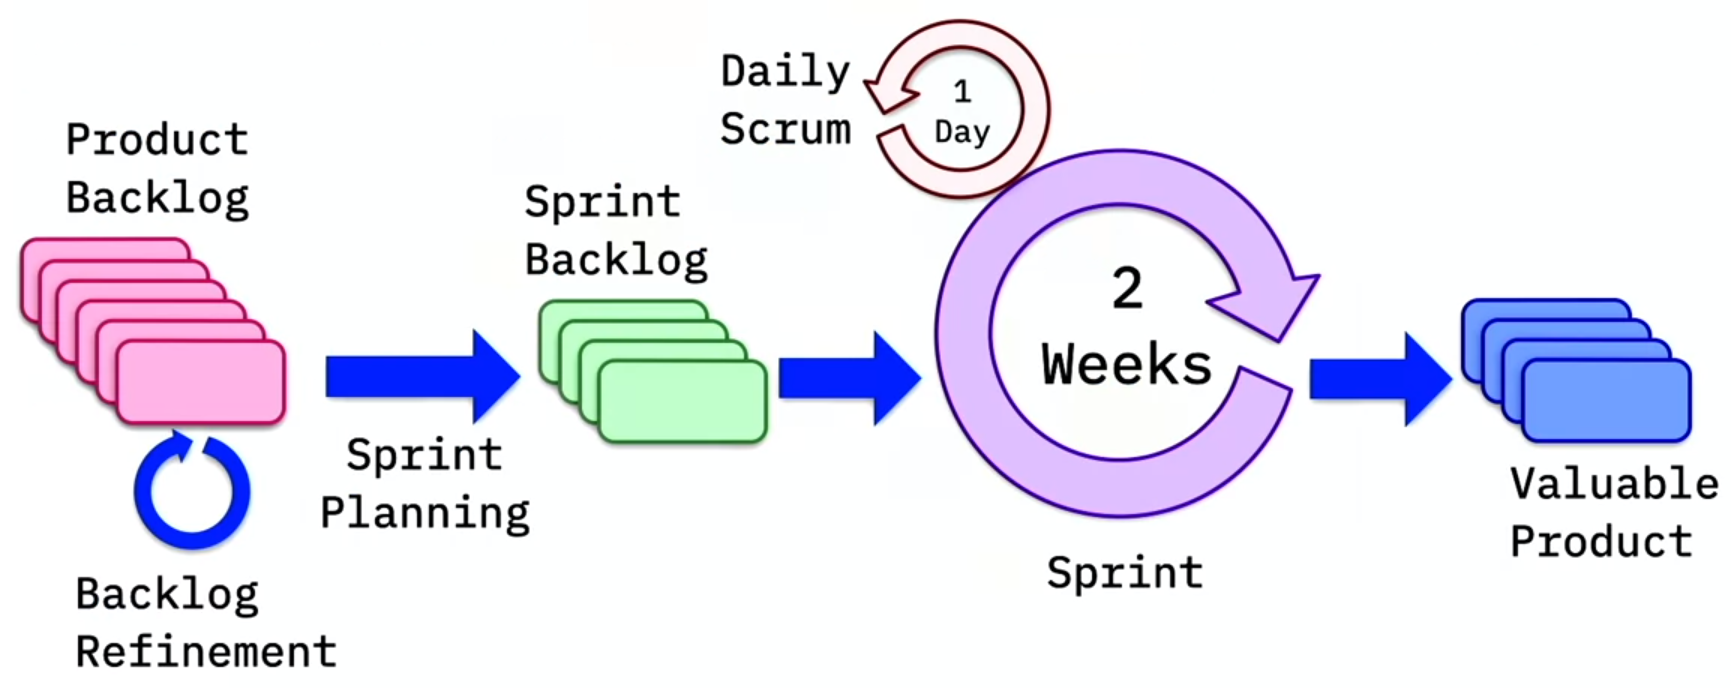 Product
Backlog
Backlog
Refinement
Sprint
Planning
Sprint
Backlog
Daily
Scrum
1
Day
2
Weeks
Sprint
Valuable
Product